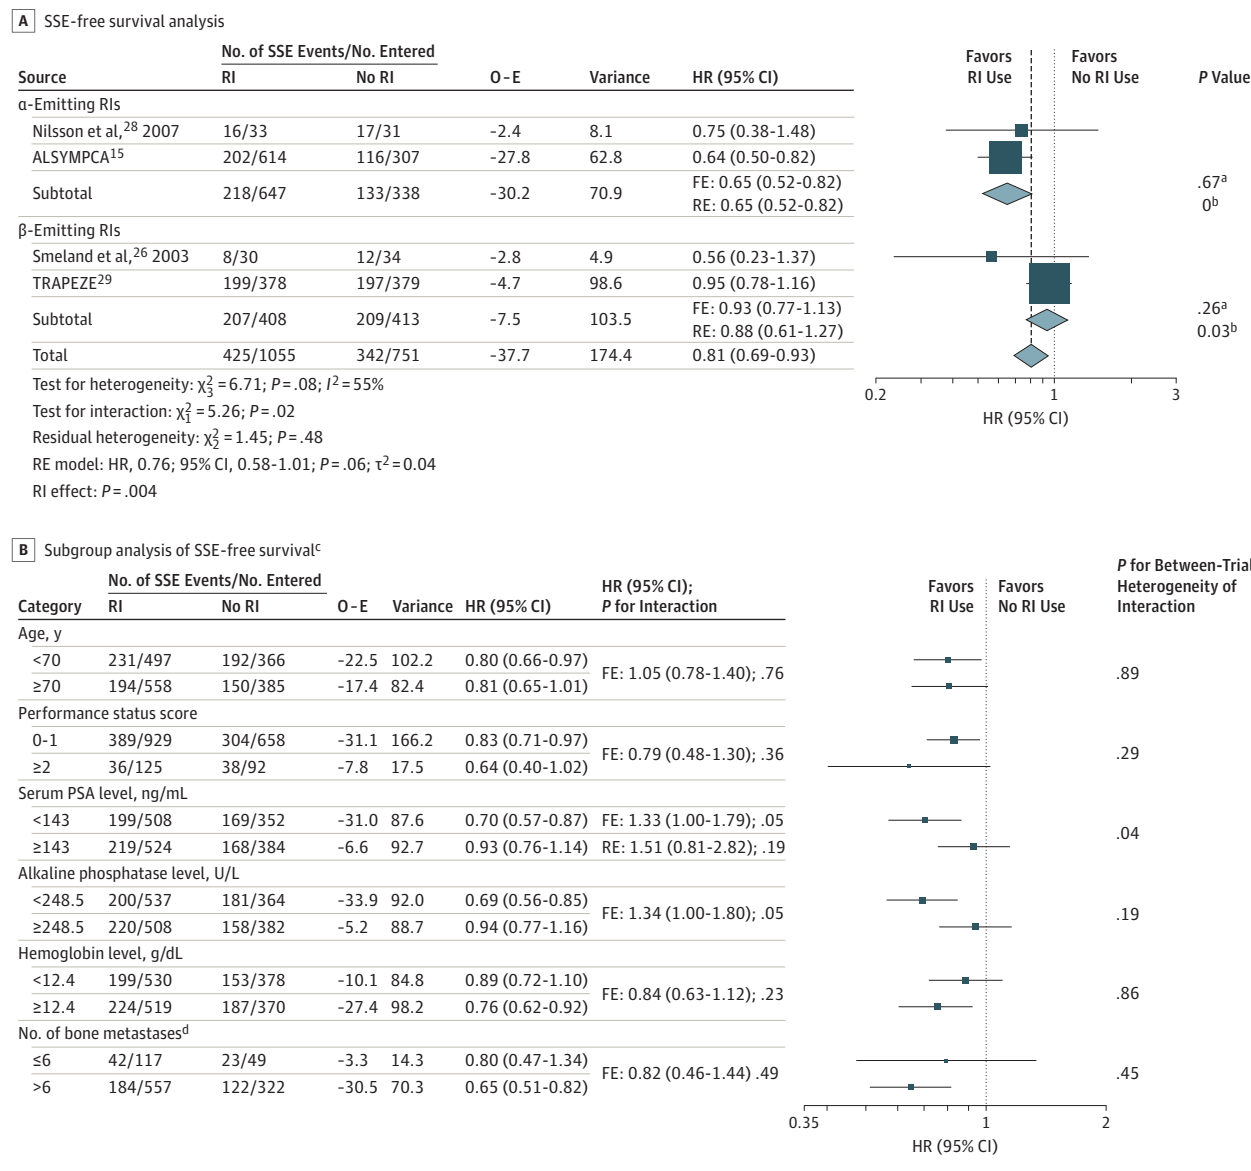 A SSE-free survival analysis
No. of SSE Events/No. Entered
Favors RI Use
Favors No RI Use
Source RI No RI O – E Variance HR (95% CI) P Value
α-Emitting RIs
Nilsson et al,28 2007 16/33 17/31 -2.4 8.1 0.75 (0.38-1.48)
ALSYMPCA15 202/614 116/307 -27.8 62.8 0.64 (0.50-0.82)
Subtotal 218/647 133/338 -30.2 70.9 FE: 0.65 (0.52-0.82) .67a
RE: 0.65 (0.52-0.82) 0b
β-Emitting RIs
Smeland et al,26 2003 8/30 12/34 -2.8 4.9 0.56 (0.23-1.37)
TRAPEZE29 199/378 197/379 -4.7 98.6 0.95 (0.78-1.16)
Subtotal 207/408 209/413 -7.5 103.5 FE: 0.93 (0.77-1.13) .26a
RE: 0.88 (0.61-1.27) 0.03b
Total 425/1055 342/751 -37.7 174.4 0.81 (0.69-0.93)
Test for heterogeneity: χ²₃ = 6.71; P = .08; I² = 55%
Test for interaction: χ²₁ = 5.26; P = .02
Residual heterogeneity: χ²₂ = 1.45; P = .48
RE model: HR, 0.76; 95% CI, 0.58-1.01; P = .06; τ² = 0.04
RI effect: P = .004
0.2 1 3
HR (95% CI)
B Subgroup analysis of SSE-free survivalc
No. of SSE Events/No. Entered
HR (95% CI); P for Interaction
Favors RI Use
Favors No RI Use
P for Between-Trial Heterogeneity of Interaction
Category RI No RI O – E Variance HR (95% CI)
Age, y
<70 231/497 192/366 -22.5 102.2 0.80 (0.66-0.97)
FE: 1.05 (0.78-1.40); .76 .89
≥70 194/558 150/385 -17.4 82.4 0.81 (0.65-1.01)
Performance status score
0-1 389/929 304/658 -31.1 166.2 0.83 (0.71-0.97)
FE: 0.79 (0.48-1.30); .36 .29
≥2 36/125 38/92 -7.8 17.5 0.64 (0.40-1.02)
Serum PSA level, ng/mL
<143 199/508 169/352 -31.0 87.6 0.70 (0.57-0.87) FE: 1.33 (1.00-1.79); .05
.04
≥143 219/524 168/384 -6.6 92.7 0.93 (0.76-1.14) RE: 1.51 (0.81-2.82); .19
Alkaline phosphatase level, U/L
<248.5 200/537 181/364 -33.9 92.0 0.69 (0.56-0.85)
FE: 1.34 (1.00-1.80); .05 .19
≥248.5 220/508 158/382 -5.2 88.7 0.94 (0.77-1.16)
Hemoglobin level, g/dL
<12.4 199/530 153/378 -10.1 84.8 0.89 (0.72-1.10)
FE: 0.84 (0.63-1.12); .23 .86
≥12.4 224/519 187/370 -27.4 98.2 0.76 (0.62-0.92)
No. of bone metastasesd
≤6 42/117 23/49 -3.3 14.3 0.80 (0.47-1.34)
FE: 0.82 (0.46-1.44) .49 .45
>6 184/557 122/322 -30.5 70.3 0.65 (0.51-0.82)
0.35 1 2
HR (95% CI)